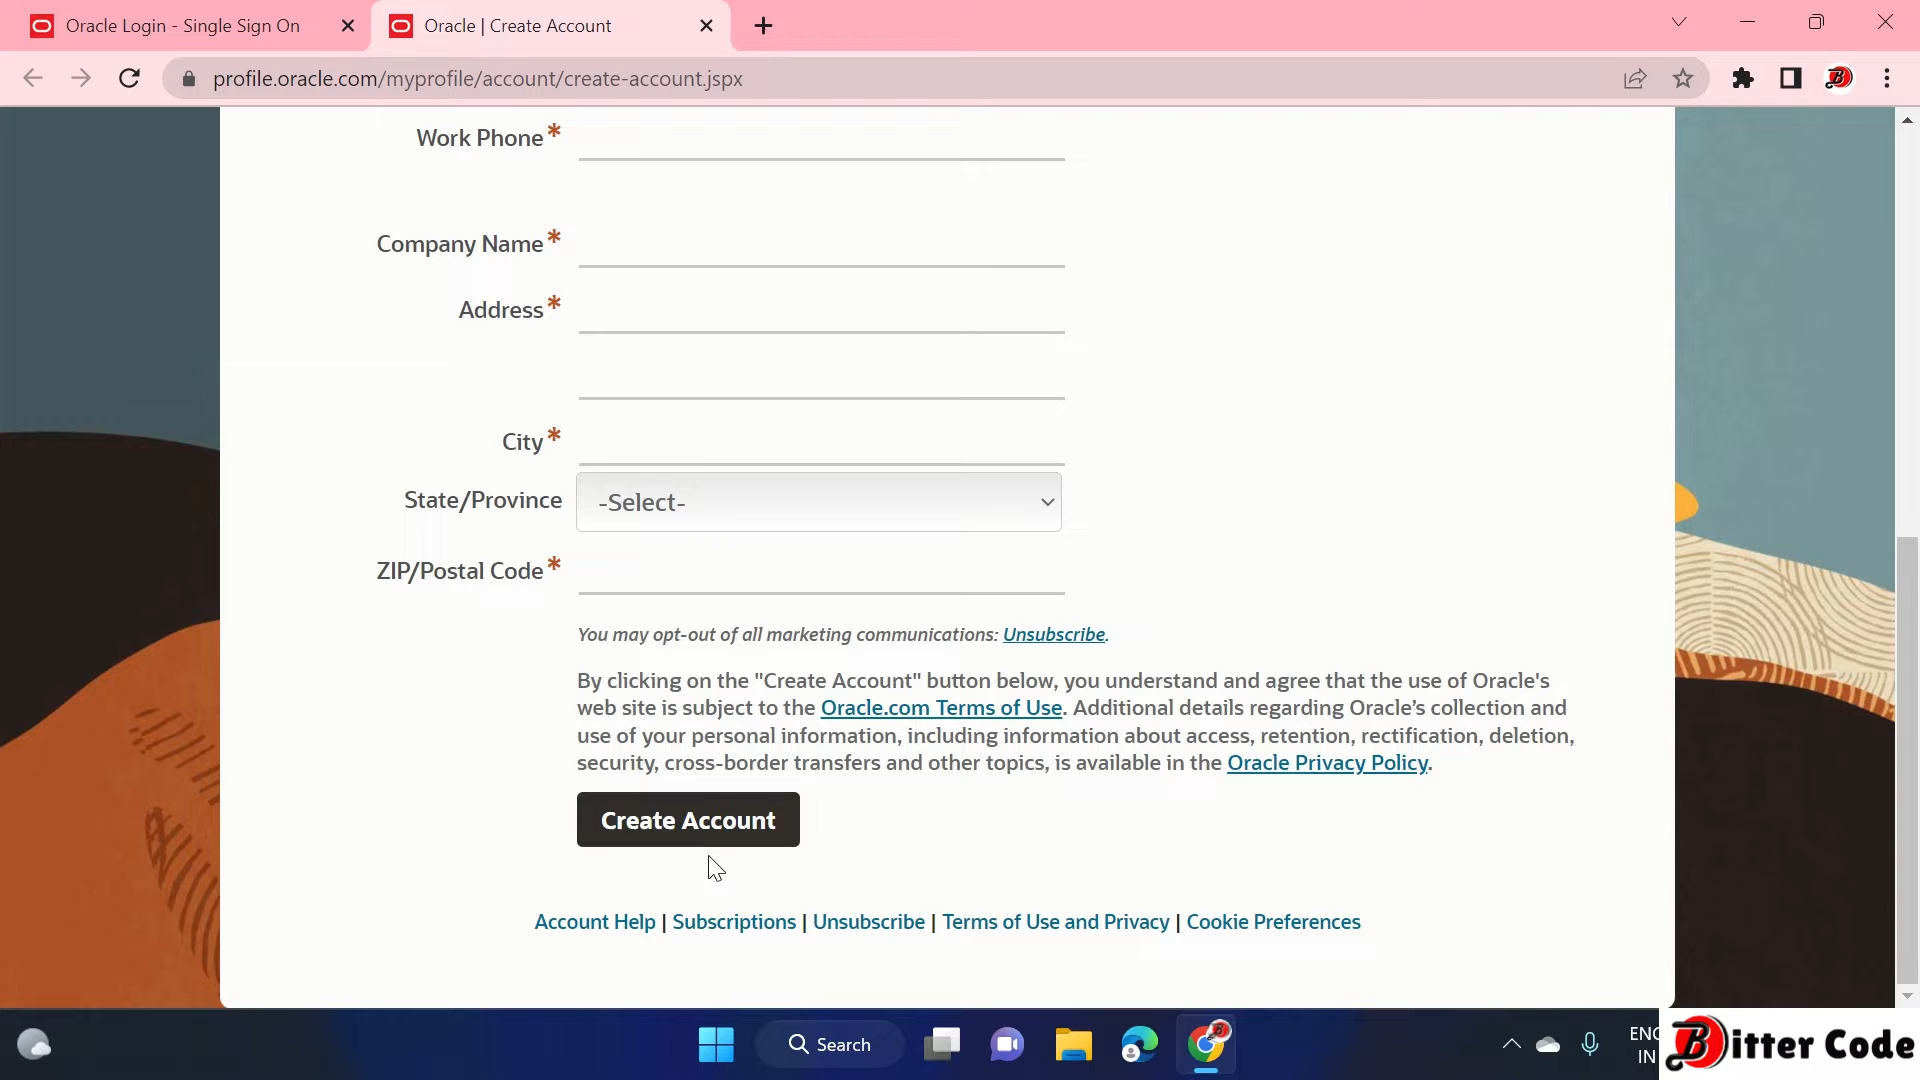 Oracle Login - Single Sign On
Oracle | Create Account
profile.oracle.com/myprofile/account/create-account.jspx
Work Phone*
Company Name*
Address*
City*
State/Province
-Select-
ZIP/Postal Code*
You may opt-out of all marketing communications: Unsubscribe.
By clicking on the "Create Account" button below, you understand and agree that the use of Oracle's
web site is subject to the Oracle.com Terms of Use. Additional details regarding Oracle’s collection and
use of your personal information, including information about access, retention, rectification, deletion,
security, cross-border transfers and other topics, is available in the Oracle Privacy Policy.
Create Account
Account Help | Subscriptions | Unsubscribe | Terms of Use and Privacy | Cookie Preferences
Search
ENG
IN
Bitter Code